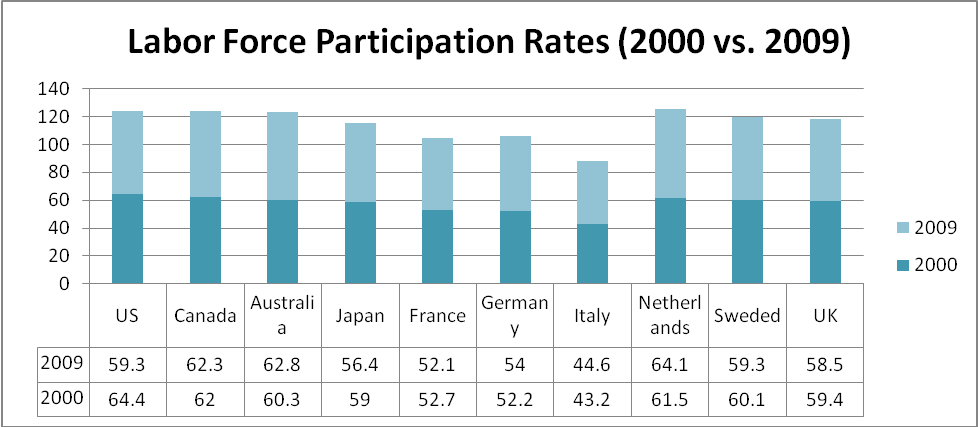 Labor Force Participation Rates (2000 vs. 2009)
140
120
100
80
60
40
20
0
2009
2000
US Canada Australi a Japan France German y Italy Netherl ands Sweded UK
2009 59.3 62.3 62.8 56.4 52.1 54 44.6 64.1 59.3 58.5
2000 64.4 62 60.3 59 52.7 52.2 43.2 61.5 60.1 59.4